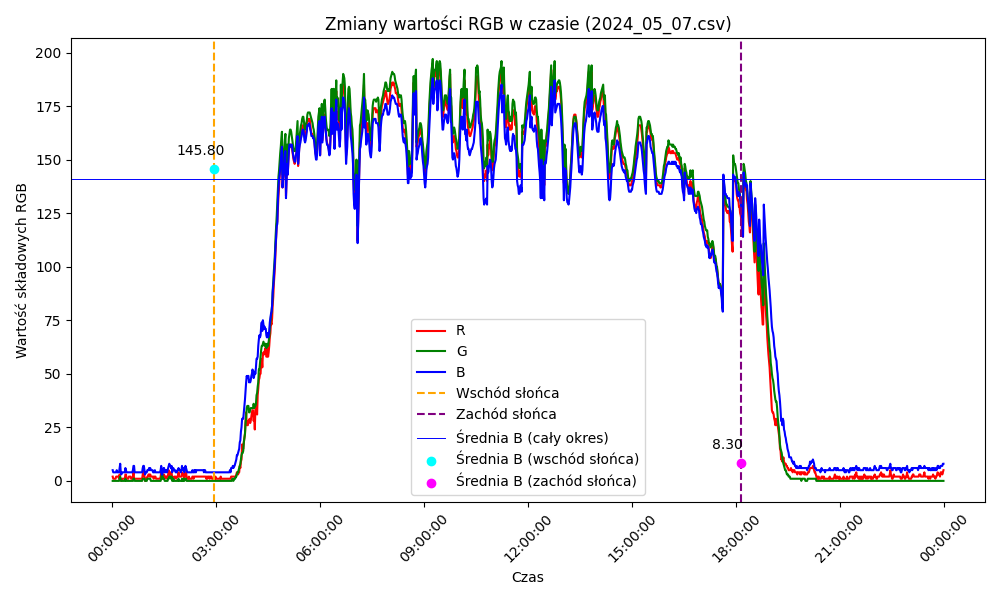 Zmiany wartości RGB w czasie (2024_05_07.csv)
Wartość składowych RGB
200
175
150
125
100
75
50
25
0
145.80
8.30
R
G
B
Wschód słońca
Zachód słońca
Średnia B (cały okres)
Średnia B (wschód słońca)
Średnia B (zachód słońca)
00:00:00
03:00:00
06:00:00
09:00:00
12:00:00
15:00:00
18:00:00
21:00:00
00:00:00
Czas